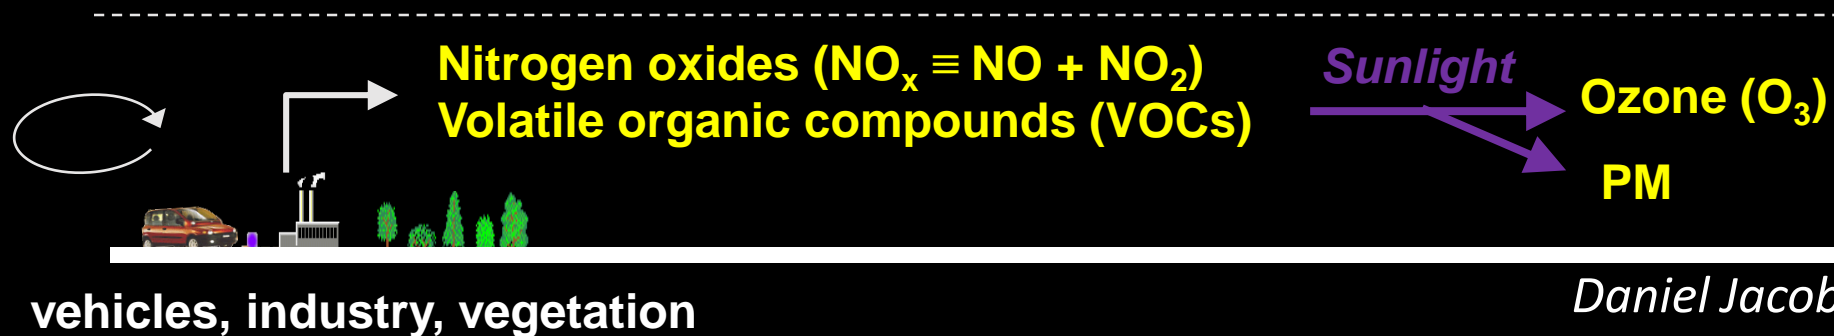 Nitrogen oxides (NOₓ ≡ NO + NO₂)
Volatile organic compounds (VOCs)
Sunlight
Ozone (O₃)
PM
vehicles, industry, vegetation
Daniel Jacob